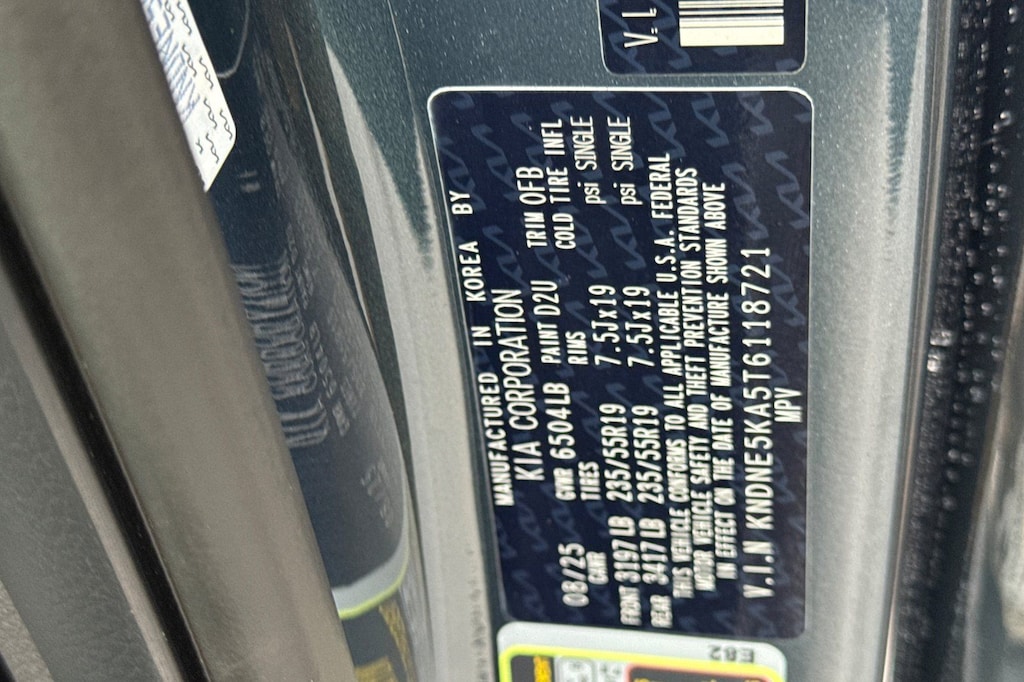 MANUFACTURED IN KOREA BY
KIA CORPORATION
08/25 GVWR 6504LB PAINT D2U TRIM OFB
GAWR TIRES RIMS COLD TIRE INFL
FRONT 3197LB 235/55R19 7.5Jx19 psi SINGLE
REAR 3417LB 235/55R19 7.5Jx19 psi SINGLE
THIS VEHICLE CONFORMS TO ALL APPLICABLE U.S.A. FEDERAL
MOTOR VEHICLE SAFETY AND THEFT PREVENTION STANDARDS
IN EFFECT ON THE DATE OF MANUFACTURE SHOWN ABOVE
V.I.N KNDNE5KA5T6118721
MPV
V.I.
E82